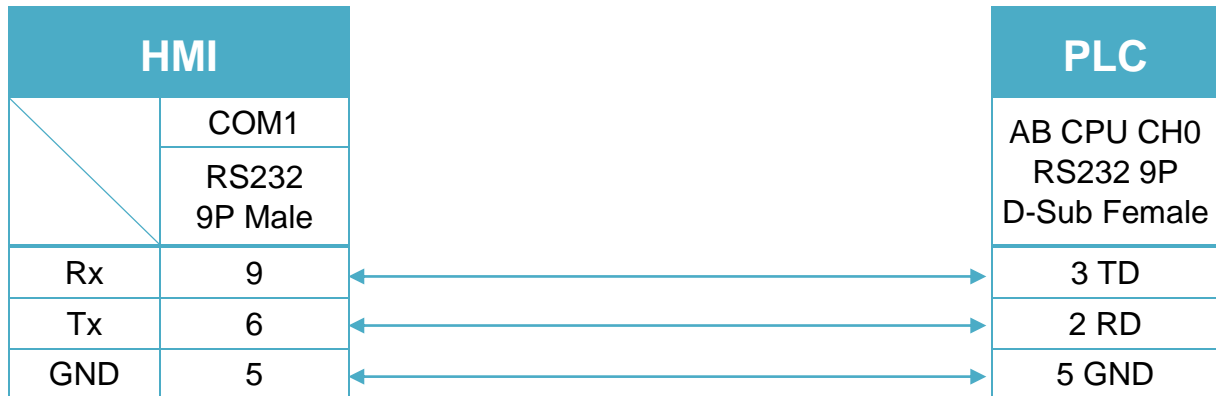 HMI
PLC
COM1
RS232
9P Male
AB CPU CH0
RS232 9P
D-Sub Female
Rx 9 3 TD
Tx 6 2 RD
GND 5 5 GND